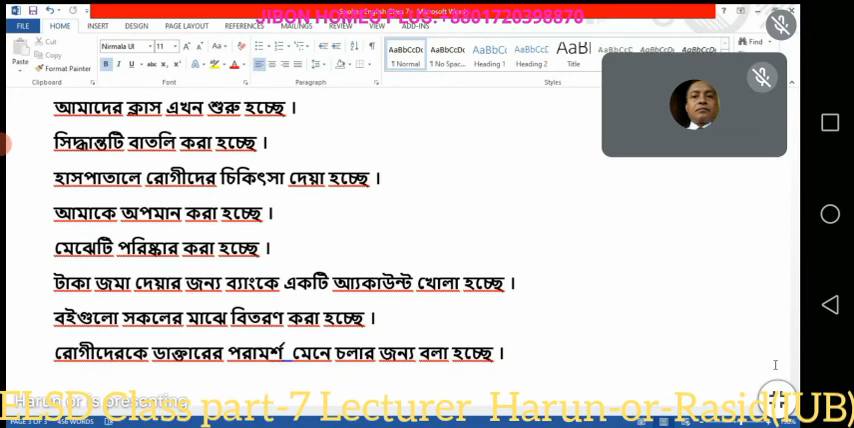 JIBON HOMEO PLUS.+8801720398870
FILE HOME INSERT DESIGN PAGE LAYOUT REFERENCES MAILINGS REVIEW VIEW ADD-INS
Cut
Copy
Format Painter
Paste
Nirmala UI 11
AaBbCcDc AaBbCcDc AaBbCc AaBbCcC AaBl
¶ Normal ¶ No Spac... Heading 1 Heading 2 Title
Find
Clipboard Font Paragraph Styles
আমাদের ক্লাস এখন শুরু হচ্ছে ।
সিদ্ধান্তটি বাতলি করা হচ্ছে ।
হাসপাতালে রোগীদের চিকিৎসা দেয়া হচ্ছে ।
আমাকে অপমান করা হচ্ছে ।
মেঝেটি পরিষ্কার করা হচ্ছে ।
টাকা জমা দেয়ার জন্য ব্যাংকে একটি অ্যাকাউন্ট খোলা হচ্ছে ।
বইগুলো সকলের মাঝে বিতরণ করা হচ্ছে ।
রোগীদেরকে ডাক্তারের পরামর্শ মেনে চলার জন্য বলা হচ্ছে ।
Harun or is presenting
ELSD Class part-7 Lecturer Harun-or-Rasid(IUB)
PAGE 3 OF 3 456 WORDS